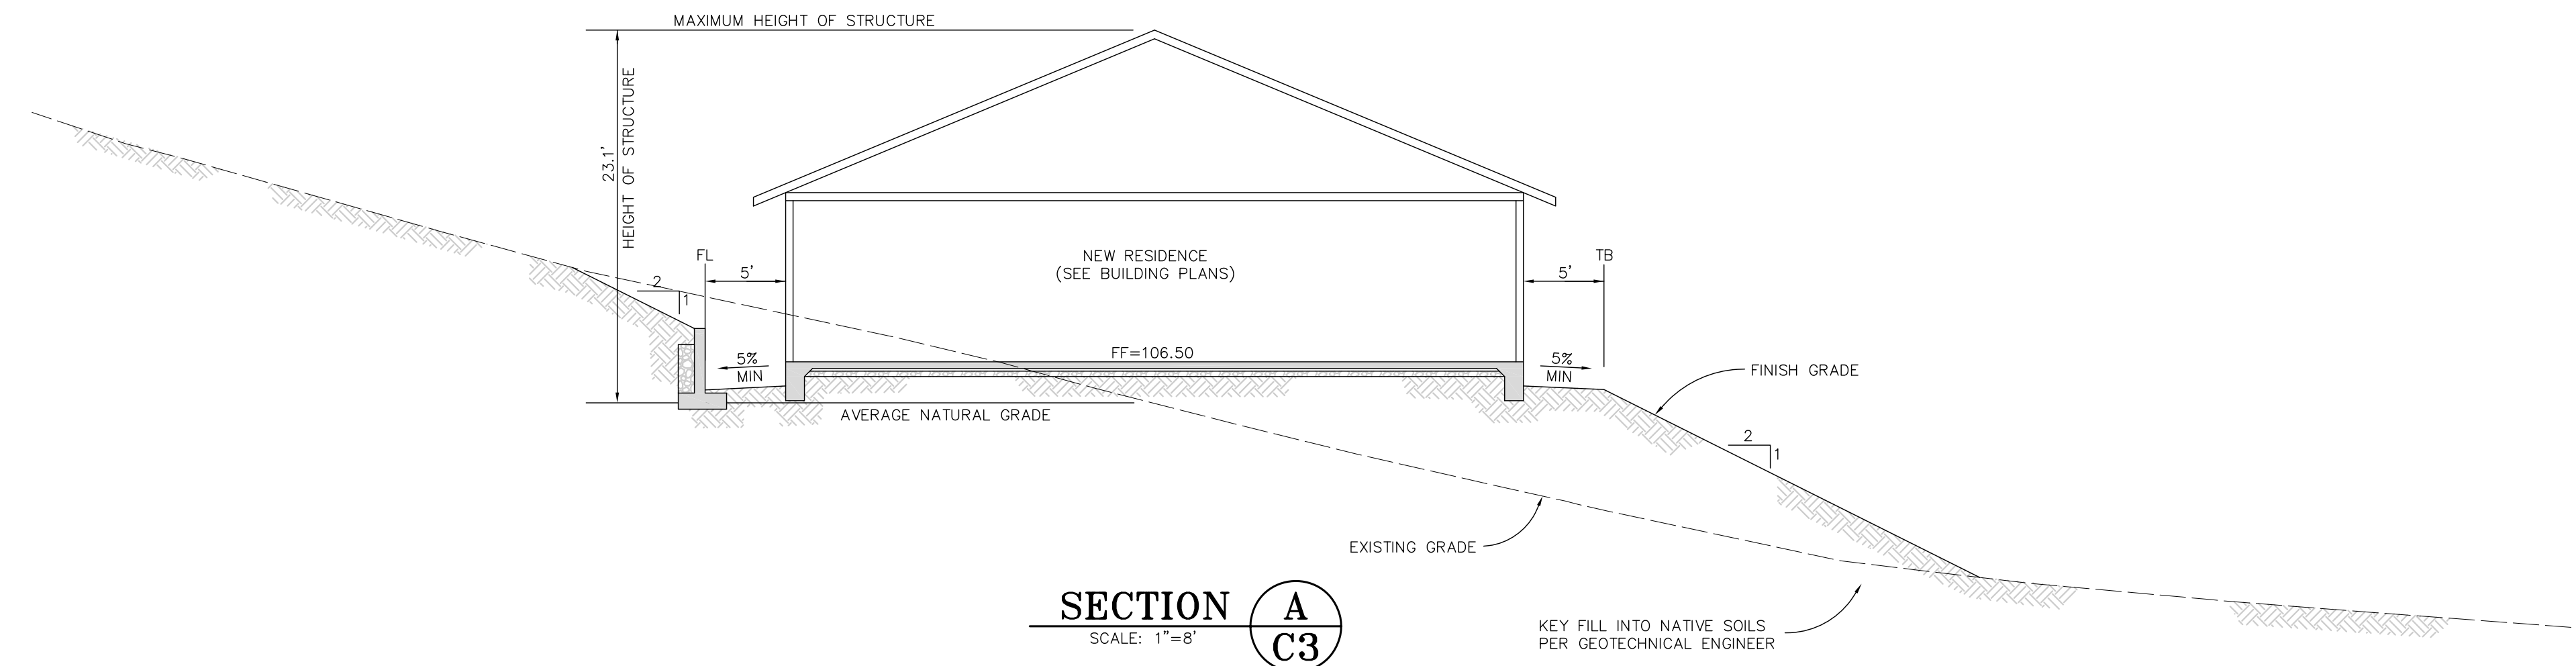 MAXIMUM HEIGHT OF STRUCTURE
23.1'
HEIGHT OF STRUCTURE
FL
5'
2
1
NEW RESIDENCE
(SEE BUILDING PLANS)
5'
TB
5%
MIN
FF=106.50
5%
MIN
FINISH GRADE
AVERAGE NATURAL GRADE
2
1
EXISTING GRADE
SECTION
SCALE: 1"=8'
A
C3
KEY FILL INTO NATIVE SOILS
PER GEOTECHNICAL ENGINEER